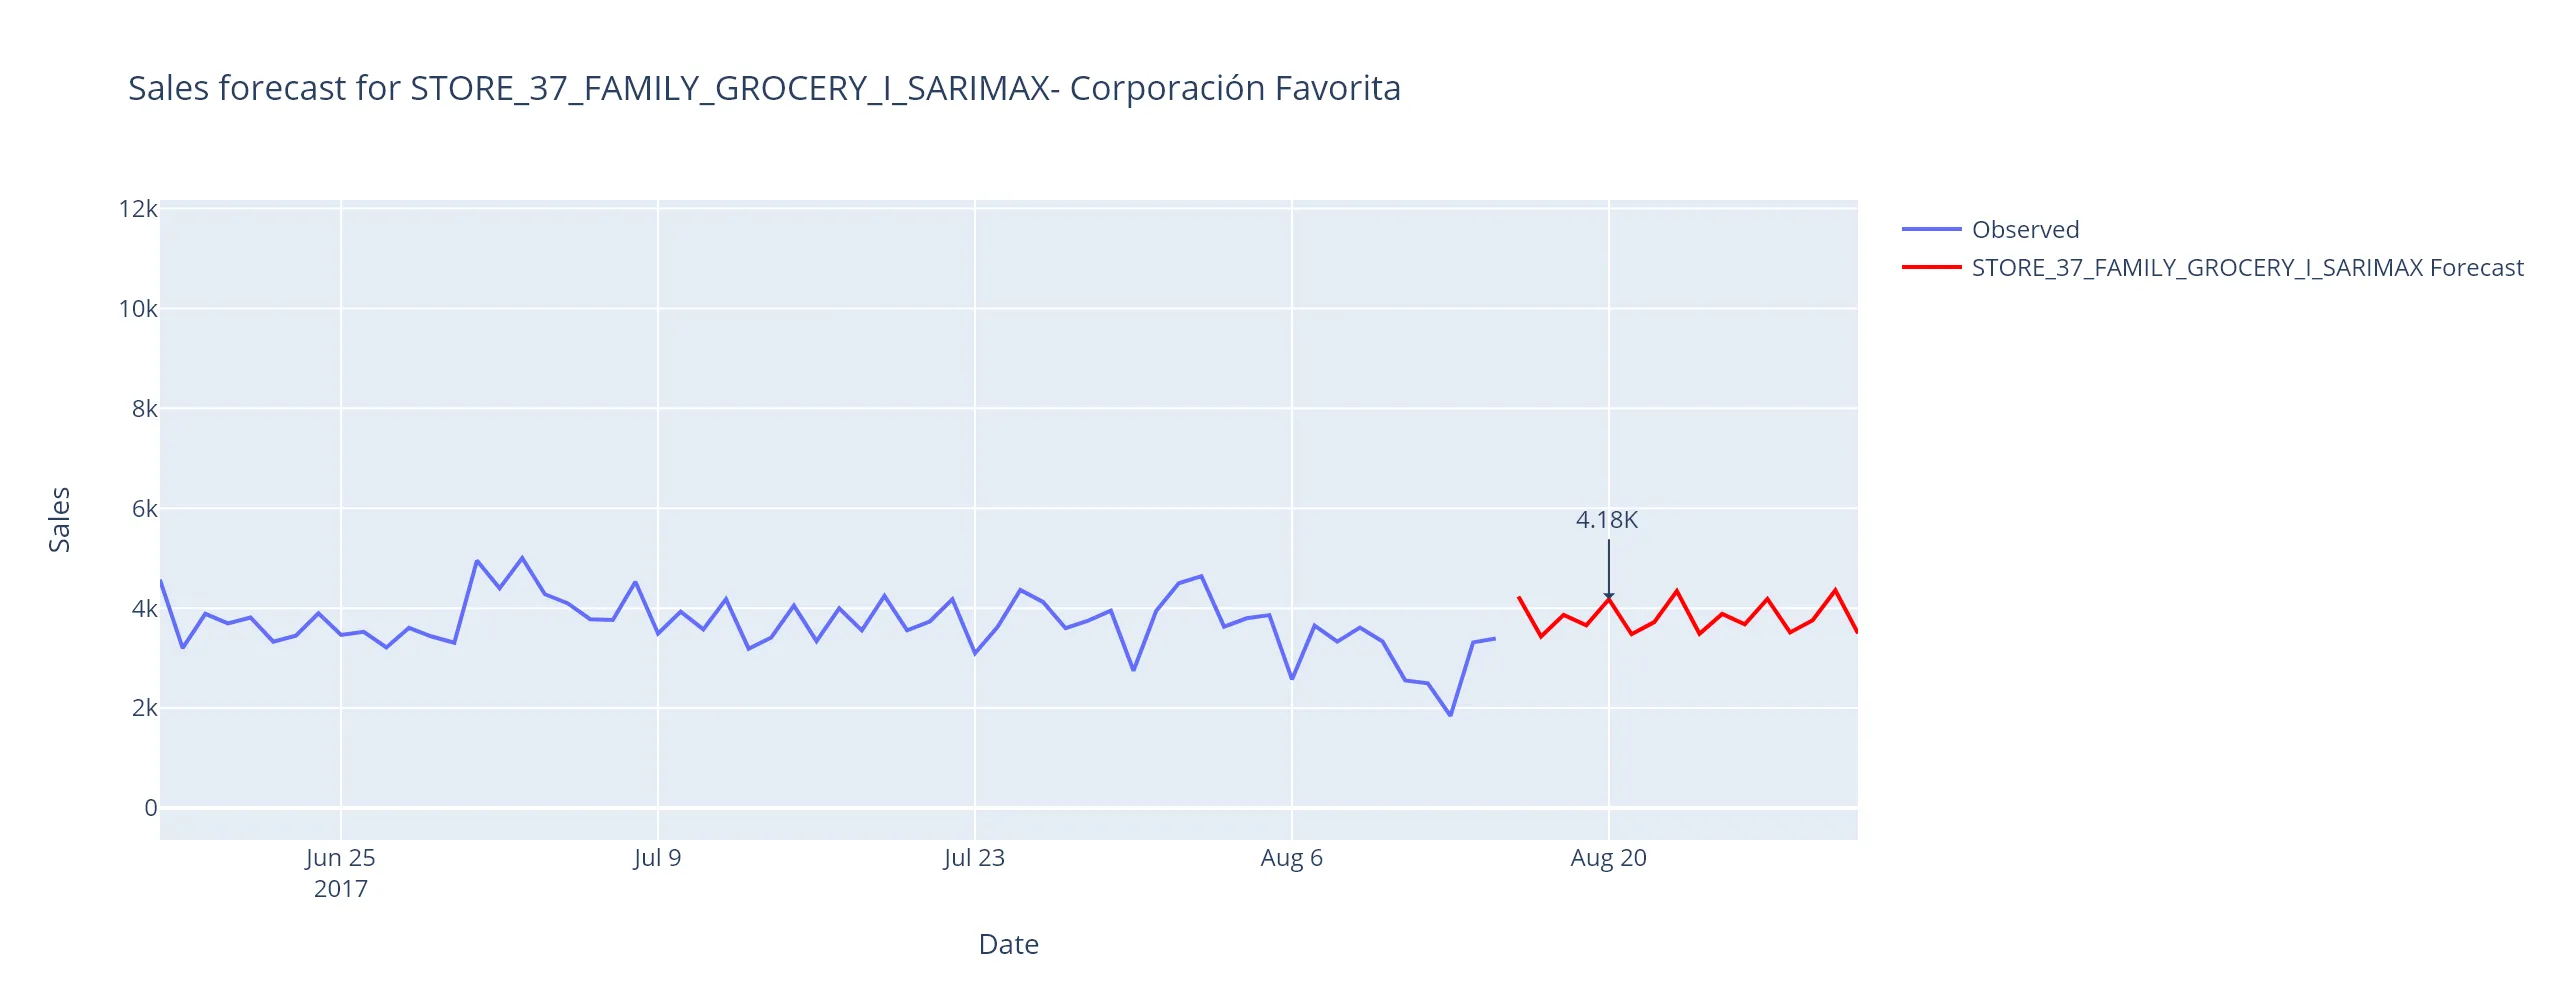 Sales forecast for STORE_37_FAMILY_GROCERY_I_SARIMAX- Corporación Favorita
12k
10k
8k
6k
4k
2k
0
Sales
4.18K
Jun 25
2017
Jul 9
Jul 23
Aug 6
Aug 20
Date
Observed
STORE_37_FAMILY_GROCERY_I_SARIMAX Forecast